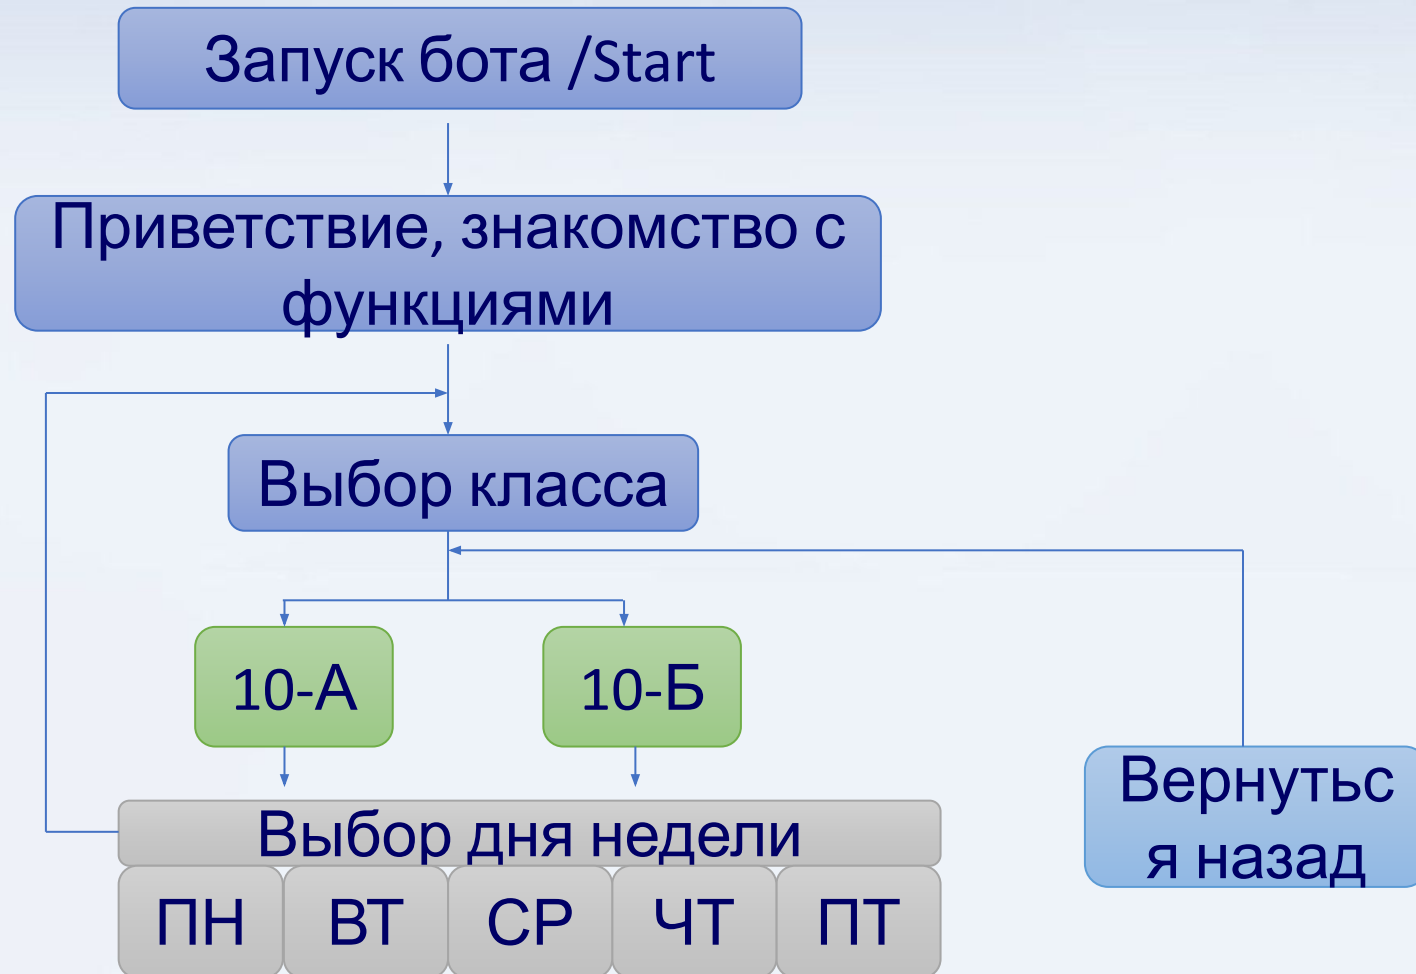 Запуск бота /Start
Приветствие, знакомство с
функциями
Выбор класса
10-А
10-Б
Вернутьс
я назад
Выбор дня недели
ПН
ВТ
СР
ЧТ
ПТ